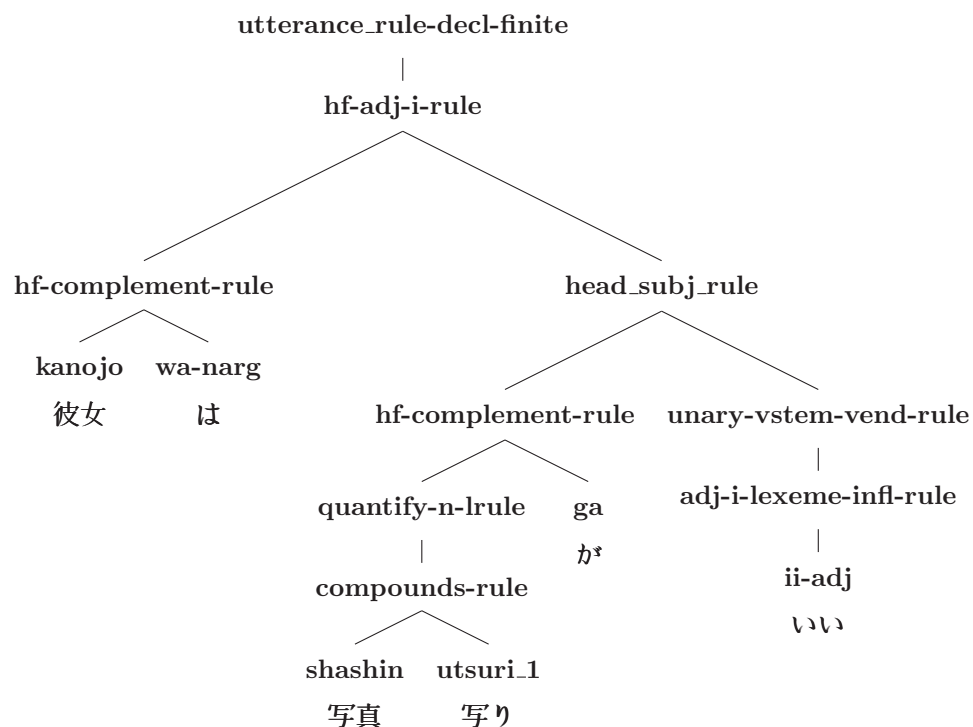 utterance_rule-decl-finite
hf-adj-i-rule
hf-complement-rule head_subj_rule
kanojo wa-narg
彼女 は
hf-complement-rule unary-vstem-vend-rule
quantify-n-lrule ga adj-i-lexeme-infl-rule
が
compounds-rule ii-adj
いい
shashin utsuri_1
写真 写り